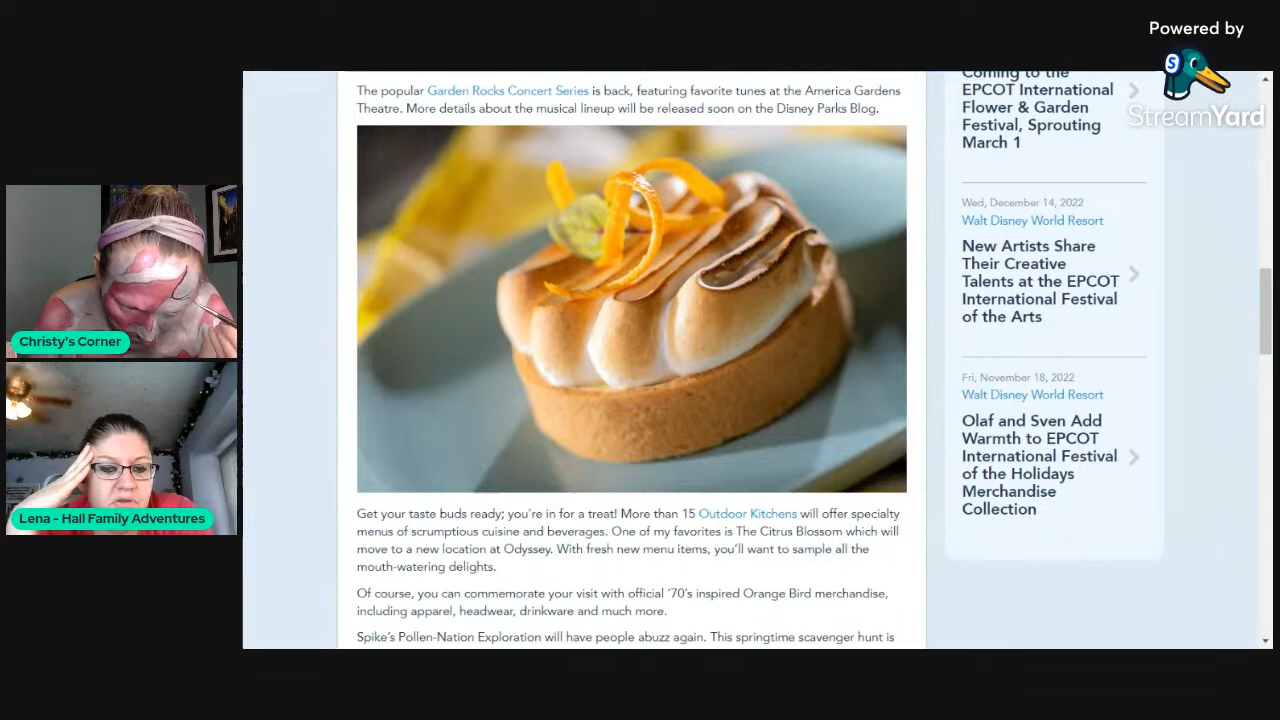 Powered by
StreamYard
Christy's Corner
Lena - Hall Family Adventures
The popular Garden Rocks Concert Series is back, featuring favorite tunes at the America Gardens
Theatre. More details about the musical lineup will be released soon on the Disney Parks Blog.
Get your taste buds ready; you're in for a treat! More than 15 Outdoor Kitchens will offer specialty
menus of scrumptious cuisine and beverages. One of my favorites is The Citrus Blossom which will
move to a new location at Odyssey. With fresh new menu items, you'll want to sample all the
mouth-watering delights.
Of course, you can commemorate your visit with official '70's inspired Orange Bird merchandise,
including apparel, headwear, drinkware and much more.
Spike's Pollen-Nation Exploration will have people abuzz again. This springtime scavenger hunt is
Coming to the
EPCOT International
Flower & Garden
Festival, Sprouting
March 1
Wed, December 14, 2022
Walt Disney World Resort
New Artists Share
Their Creative
Talents at the EPCOT
International Festival
of the Arts
Fri, November 18, 2022
Walt Disney World Resort
Olaf and Sven Add
Warmth to EPCOT
International Festival
of the Holidays
Merchandise
Collection